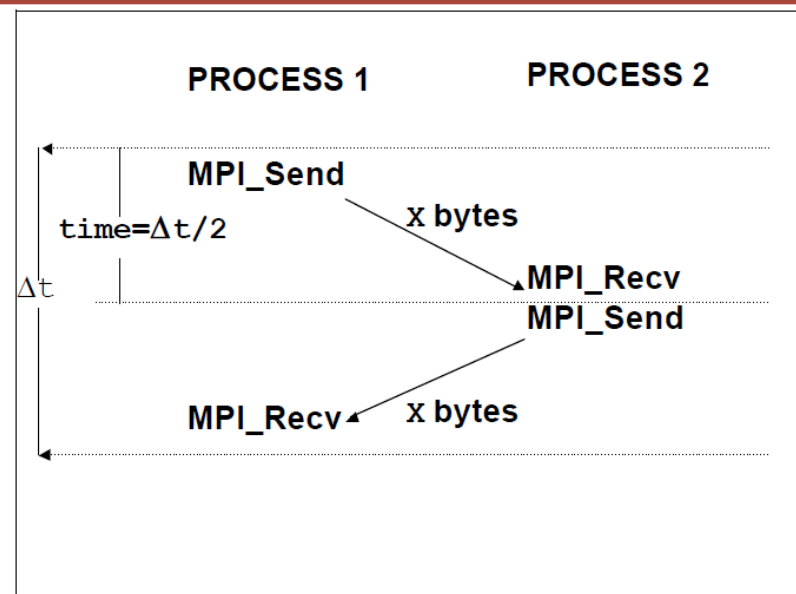 PROCESS 1
PROCESS 2
MPI_Send
X bytes
time=Δt/2
MPI_Recv
Δt
MPI_Send
MPI_Recv
X bytes